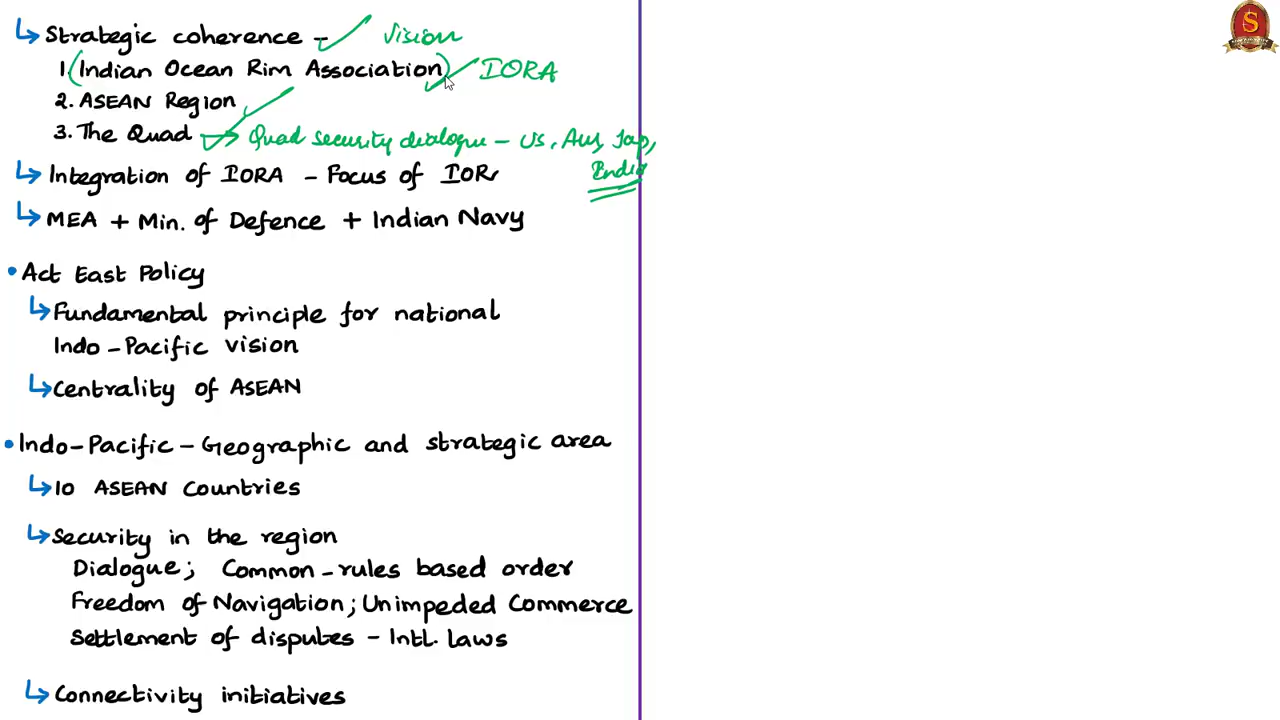 ↳ Strategic coherence – ✓ vision
1. (Indian Ocean Rim Association) ✓ IORA
2. ASEAN Region ✓
3. The Quad → Quad security dialogue – US, Aus, Jap,
India
↳ Integration of IORA – Focus of IOR
↳ MEA + Min. of Defence + Indian Navy
• Act East Policy
↳ Fundamental principle for national
Indo-Pacific vision
↳ Centrality of ASEAN
• Indo-Pacific – Geographic and strategic area
↳ 10 ASEAN Countries
↳ Security in the region
Dialogue; Common-rules based order
Freedom of Navigation; Unimpeded Commerce
Settlement of disputes – Intl. laws
↳ Connectivity initiatives
S